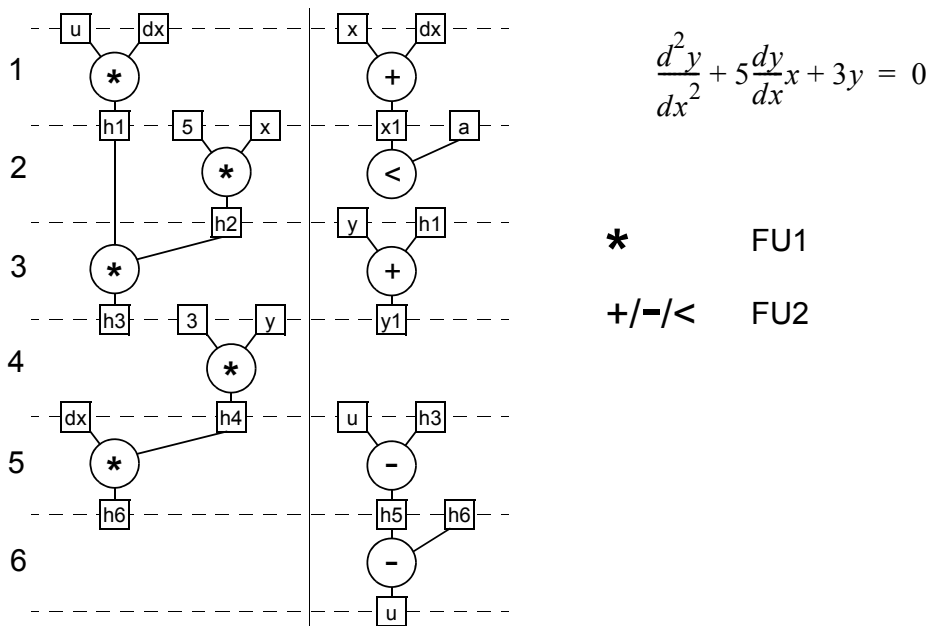 u dx x dx
1 * +
h1 5 x x1 a
2 * <
h2 y h1
3 * +
h3 3 y y1
4 *
dx h4 u h3
5 * -
h6 h5 h6
6 -
u
d²y/dx² + 5 dy/dx x + 3y = 0
* FU1
+/-/< FU2